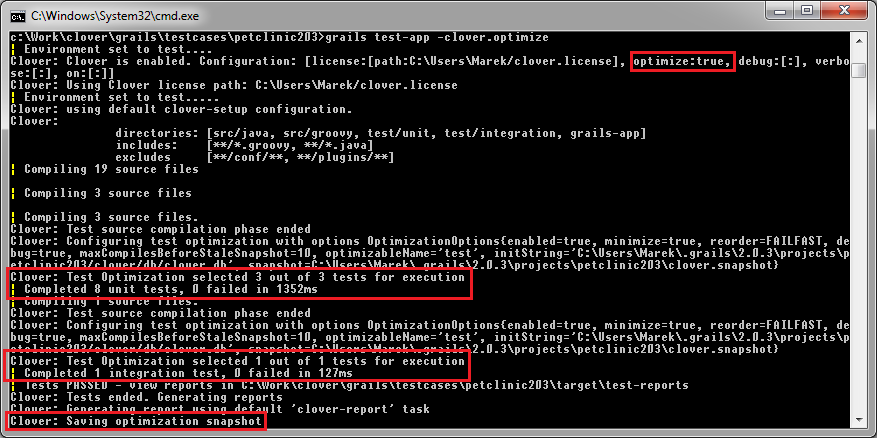 C:\Windows\System32\cmd.exe
c:\Work\clover\grails\testcases\petclinic203>grails test-app -clover.optimize
| Environment set to test....
Clover: Clover is enabled. Configuration: [license:[path:C:\Users\Marek/clover.license], optimize:true, debug:[:], verbo
se:[:], on:[:]]
Clover: Using Clover license path: C:\Users\Marek/clover.license
| Environment set to test.....
Clover: using default clover-setup configuration.
Clover:
directories: [src/java, src/groovy, test/unit, test/integration, grails-app]
includes: [**/*.groovy, **/*.java]
excludes [**/conf/**, **/plugins/**]
| Compiling 19 source files
| Compiling 3 source files
| Compiling 3 source files.
Clover: Test source compilation phase ended
Clover: Configuring test optimization with options OptimizationOptions{enabled=true, minimize=true, reorder=FAILFAST, de
bug=true, maxCompilesBeforeStaleSnapshot=10, optimizableName='test', initString='C:\Users\Marek\.grails\2.0.3\projects\
petclinic203/clover/db/clover.db', snapshot=C:\Users\Marek\.grails\2.0.3\projects\petclinic203\clover.snapshot}
Clover: Test Optimization selected 3 out of 3 tests for execution
| Completed 8 unit tests, 0 failed in 1352ms
| Compiling 1 source files.
Clover: Test source compilation phase ended
Clover: Configuring test optimization with options OptimizationOptions{enabled=true, minimize=true, reorder=FAILFAST, de
bug=true, maxCompilesBeforeStaleSnapshot=10, optimizableName='test', initString='C:\Users\Marek\.grails\2.0.3\projects\
petclinic203/clover/db/clover.db', snapshot=C:\Users\Marek\.grails\2.0.3\projects\petclinic203\clover.snapshot}
Clover: Test Optimization selected 1 out of 1 tests for execution
| Completed 1 integration test, 0 failed in 127ms
| Tests PASSED - view reports in C:\Work\clover\grails\testcases\petclinic203\target\test-reports
Clover: Tests ended. Generating reports
Clover: Generating report using default 'clover-report' task
Clover: Saving optimization snapshot